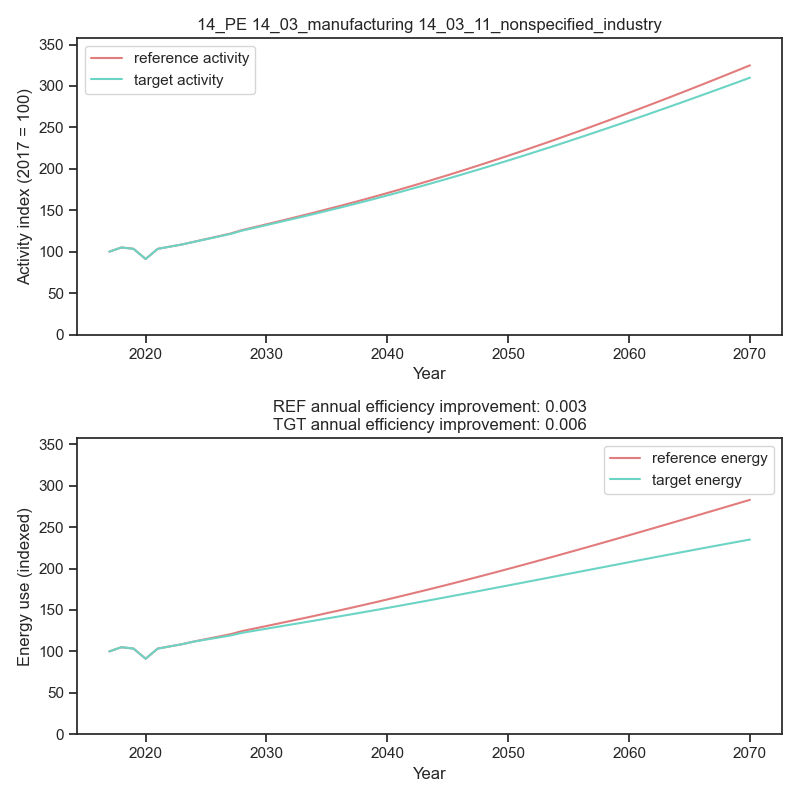 14_PE 14_03_manufacturing 14_03_11_nonspecified_industry
350
300
250
200
150
100
50
0
Activity index (2017 = 100)
reference activity
target activity
2020 2030 2040 2050 2060 2070
Year
REF annual efficiency improvement: 0.003
TGT annual efficiency improvement: 0.006
350
300
250
200
150
100
50
0
Energy use (indexed)
reference energy
target energy
2020 2030 2040 2050 2060 2070
Year